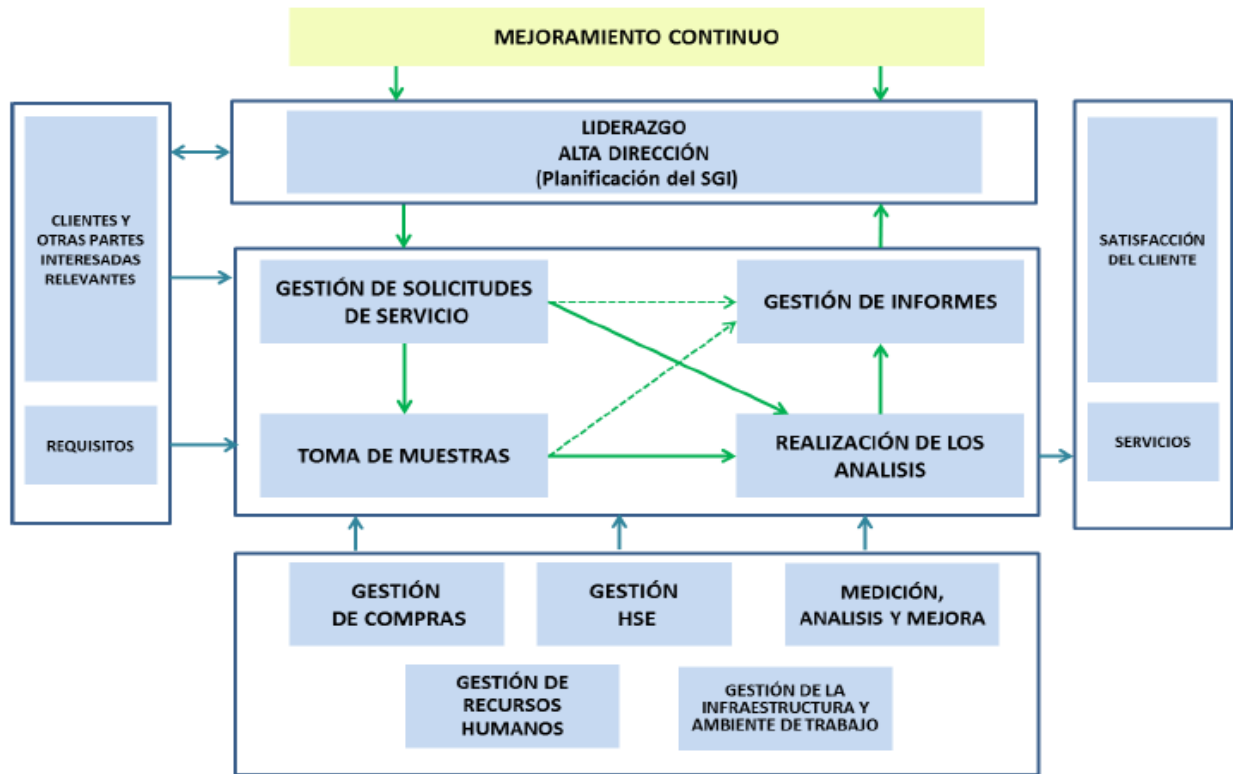 MEJORAMIENTO CONTINUO
LIDERAZGO
ALTA DIRECCIÓN
(Planificación del SGI)
CLIENTES Y
OTRAS PARTES
INTERESADAS
RELEVANTES
REQUISITOS
GESTIÓN DE SOLICITUDES
DE SERVICIO
GESTIÓN DE INFORMES
TOMA DE MUESTRAS
REALIZACIÓN DE LOS
ANALISIS
SATISFACCIÓN
DEL CLIENTE
SERVICIOS
GESTIÓN
DE COMPRAS
GESTIÓN
HSE
MEDICIÓN,
ANALISIS Y MEJORA
GESTIÓN DE
RECURSOS
HUMANOS
GESTIÓN DE LA
INFRAESTRUCTURA Y
AMBIENTE DE TRABAJO